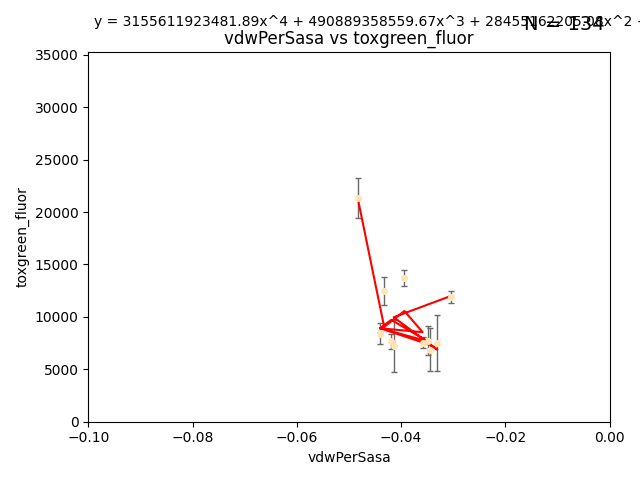 y = 3155611923481.89x^4 + 490889358559.67x^3 +
N = 134
vdwPerSasa vs toxgreen_fluor
35000
30000
25000
20000
15000
10000
5000
0
toxgreen_fluor
−0.10 −0.08 −0.06 −0.04 −0.02 0.00
vdwPerSasa